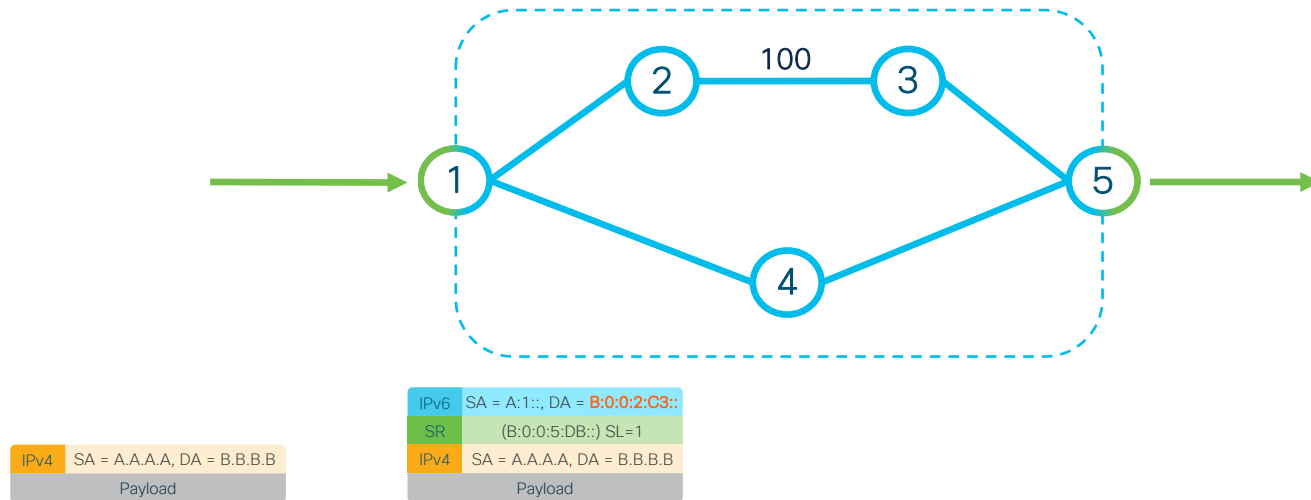 100
2
3
1
5
4
IPv6 SA = A:1::, DA = B:0:0:2:C3::
SR (B:0:0:5:DB::) SL=1
IPv4 SA = A.A.A.A, DA = B.B.B.B
Payload
IPv4 SA = A.A.A.A, DA = B.B.B.B
Payload